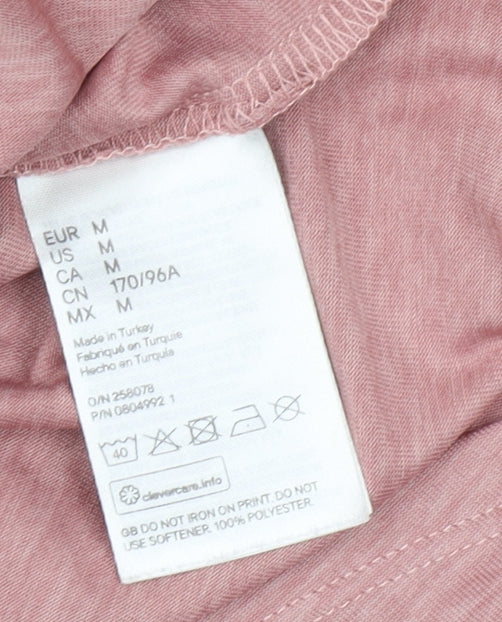 EUR M
US M
CA M
CN 170/96A
MX M
Made in Turkey
Fabriqué en Turquie
Hecho en Turquía
O/N 258078
P/N 0804992 1
40
clevercare.info
GB DO NOT IRON ON PRINT. DO NOT
USE SOFTENER. 100% POLYESTER.